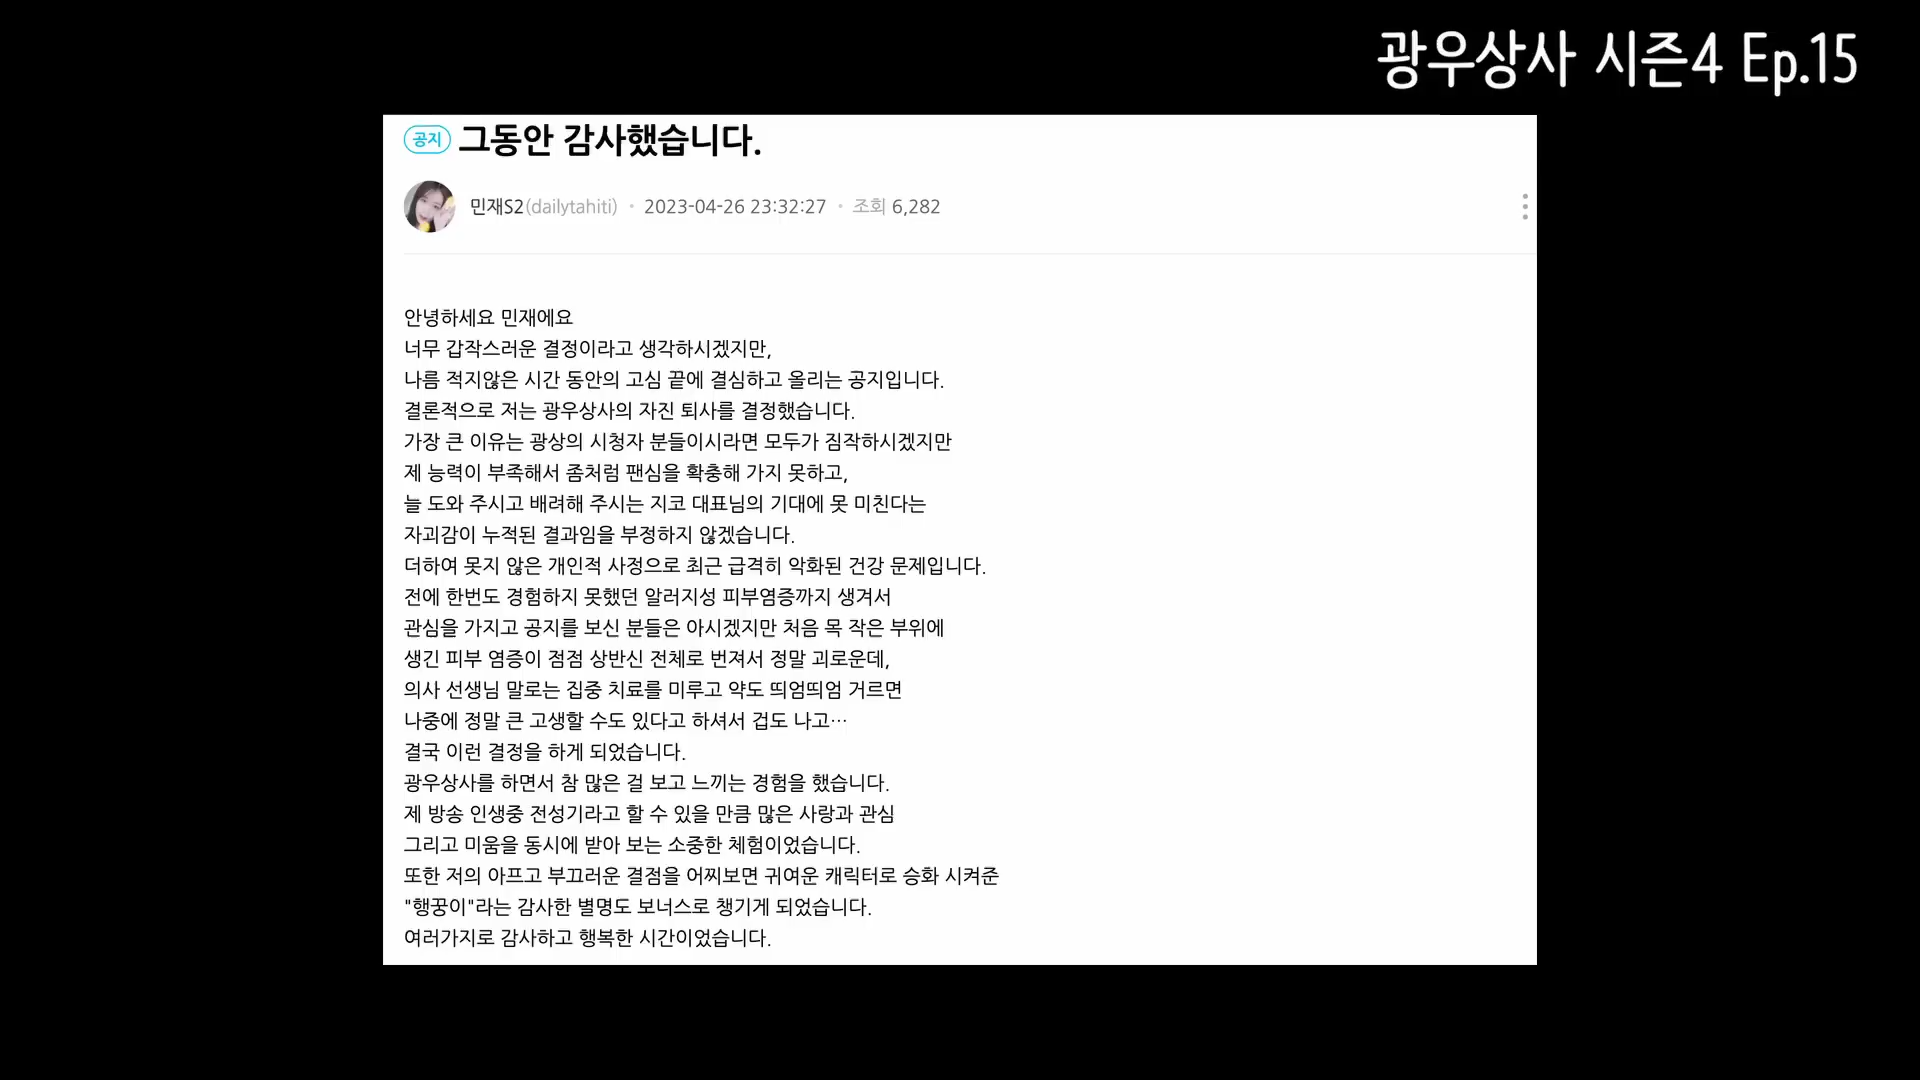 광우상사 시즌4 Ep.15
공지 그동안 감사했습니다.
민재S2(dailytahiti) • 2023-04-26 23:32:27 • 조회 6,282
안녕하세요 민재에요
너무 갑작스러운 결정이라고 생각하시겠지만,
나름 적지않은 시간 동안의 고심 끝에 결심하고 올리는 공지입니다.
결론적으로 저는 광우상사의 자진 퇴사를 결정했습니다.
가장 큰 이유는 광상의 시청자 분들이시라면 모두가 짐작하시겠지만
제 능력이 부족해서 좀처럼 팬심을 확충해 가지 못하고,
늘 도와 주시고 배려해 주시는 지코 대표님의 기대에 못 미친다는
자괴감이 누적된 결과임을 부정하지 않겠습니다.
더하여 못지 않은 개인적 사정으로 최근 급격히 악화된 건강 문제입니다.
전에 한번도 경험하지 못했던 알러지성 피부염증까지 생겨서
관심을 가지고 공지를 보신 분들은 아시겠지만 처음 목 작은 부위에
생긴 피부 염증이 점점 상반신 전체로 번져서 정말 괴로운데,
의사 선생님 말로는 집중 치료를 미루고 약도 띄엄띄엄 거르면
나중에 정말 큰 고생할 수도 있다고 하셔서 겁도 나고…
결국 이런 결정을 하게 되었습니다.
광우상사를 하면서 참 많은 걸 보고 느끼는 경험을 했습니다.
제 방송 인생중 전성기라고 할 수 있을 만큼 많은 사랑과 관심
그리고 미움을 동시에 받아 보는 소중한 체험이었습니다.
또한 저의 아프고 부끄러운 결점을 어찌보면 귀여운 캐릭터로 승화 시켜준
"행꿍이"라는 감사한 별명도 보너스로 챙기게 되었습니다.
여러가지로 감사하고 행복한 시간이었습니다.